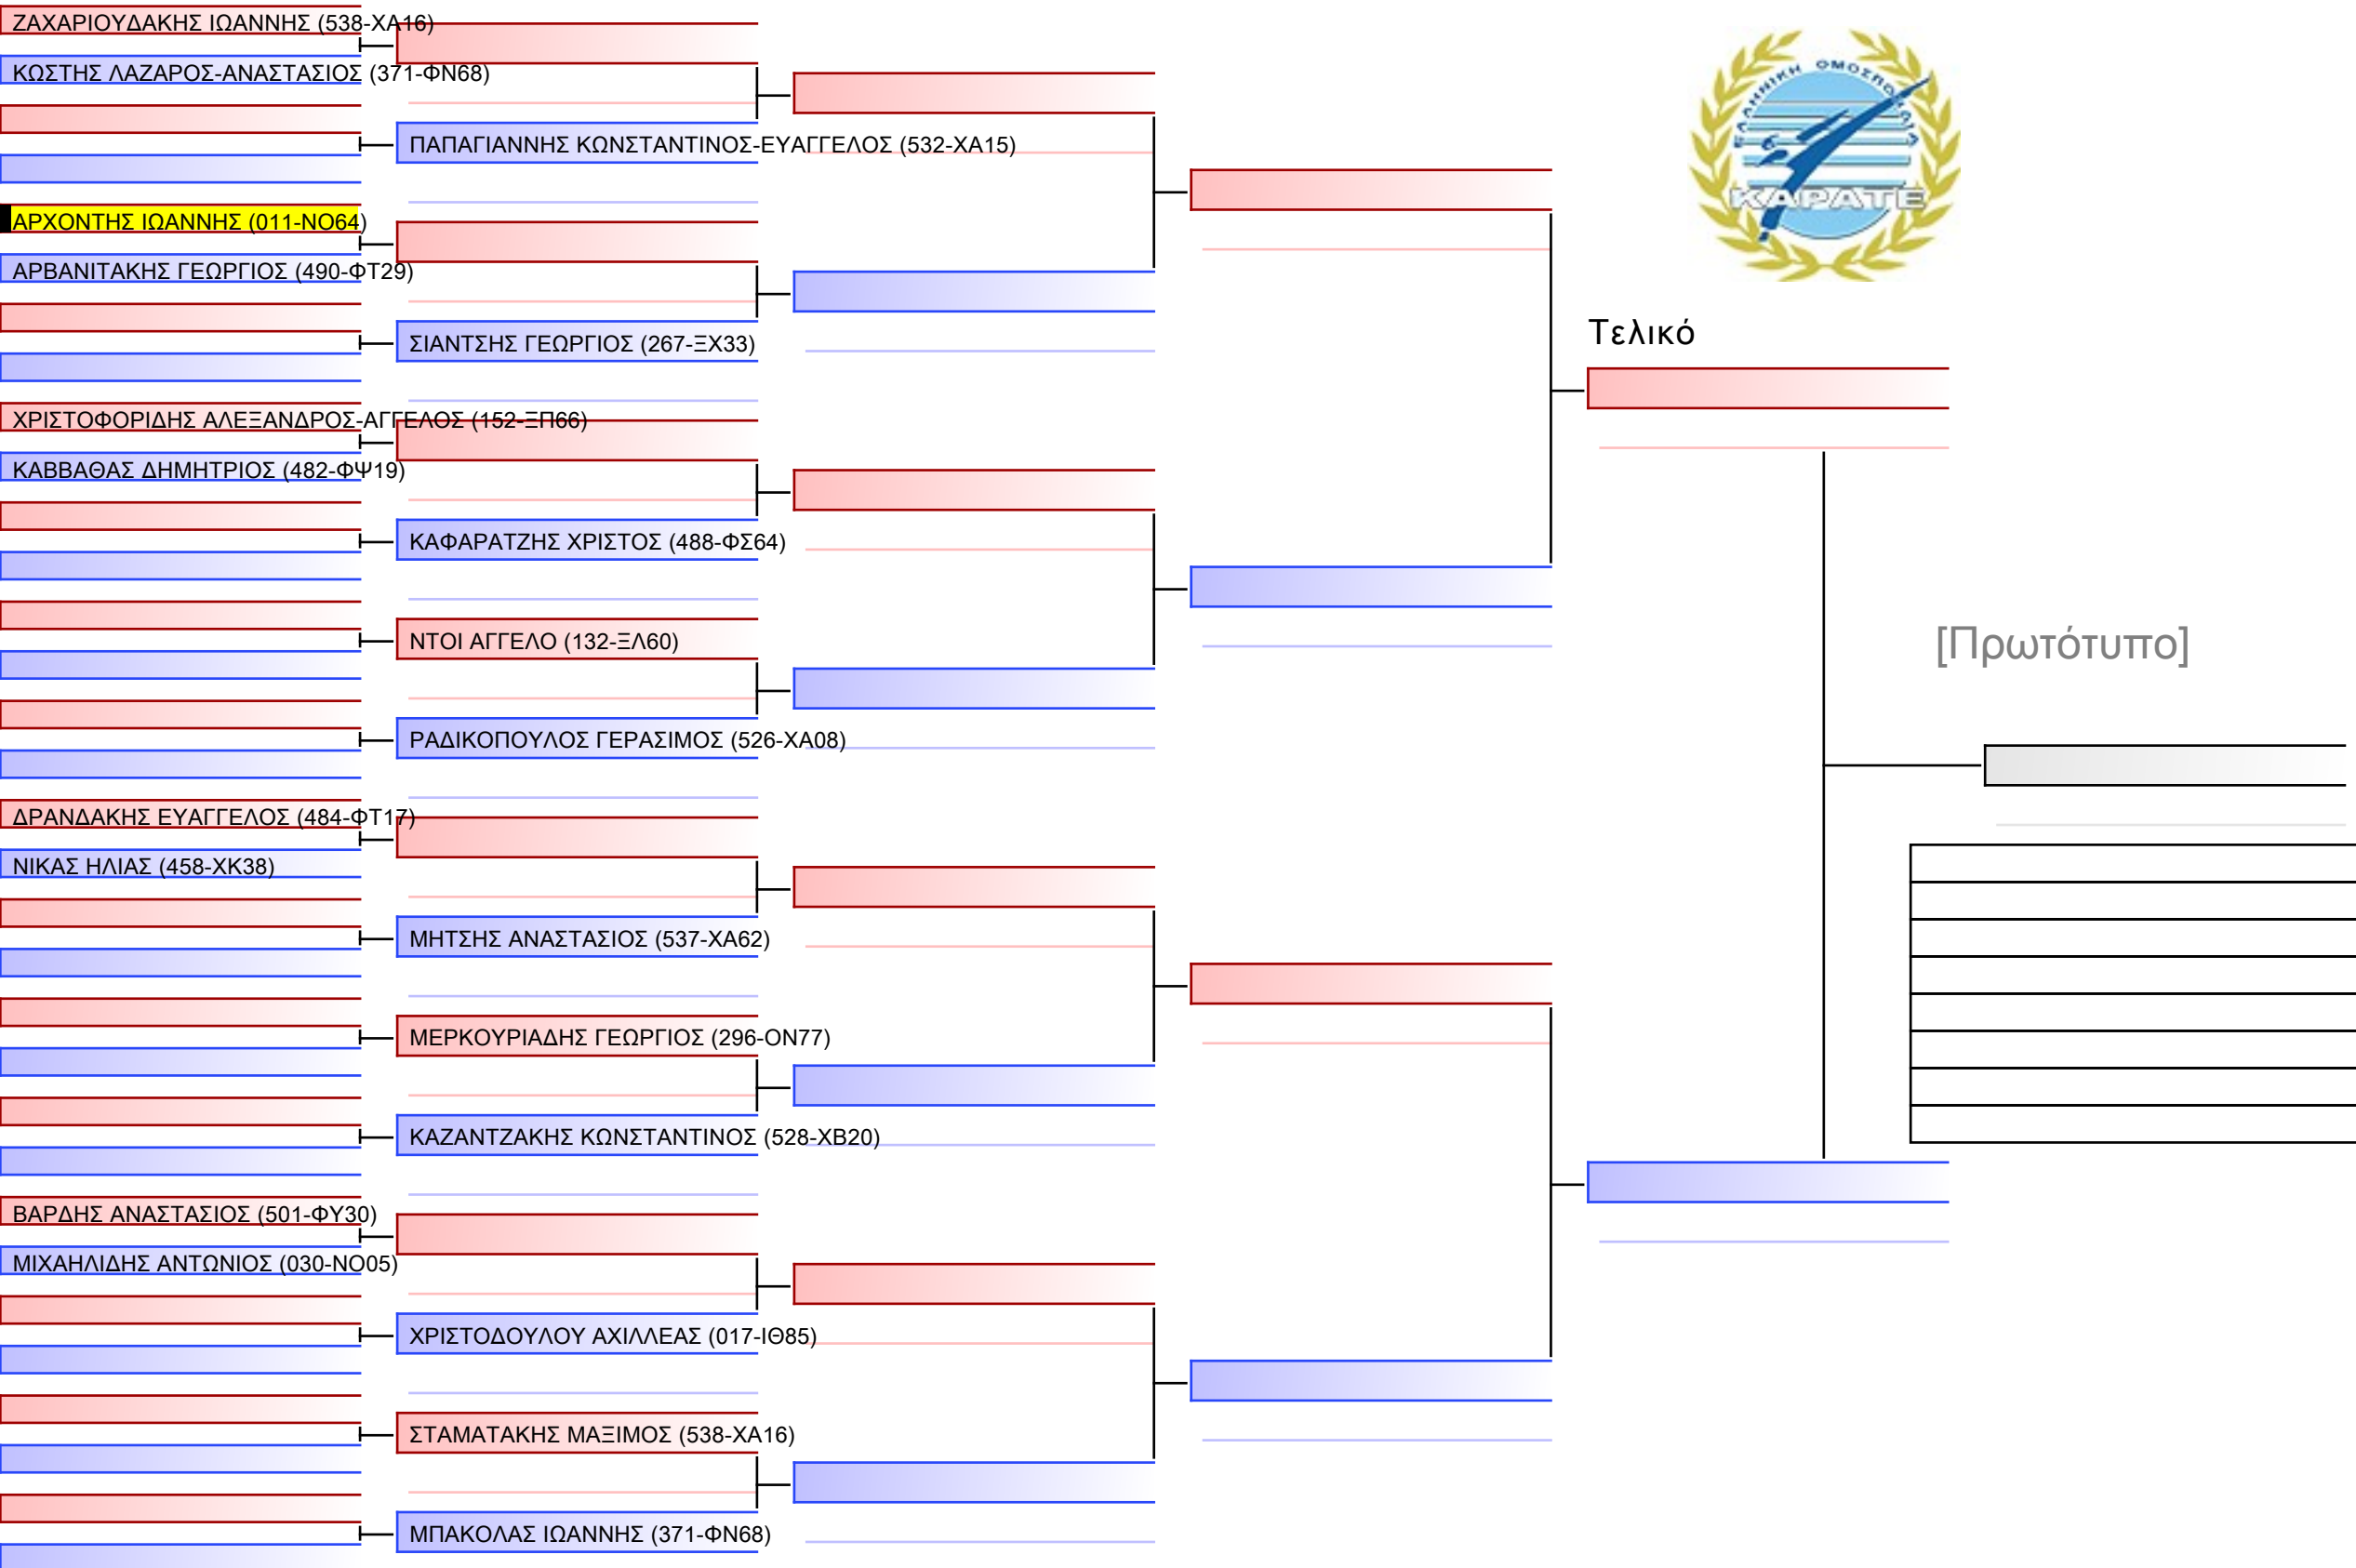 ΖΑΧΑΡΙΟΥΔΑΚΗΣ ΙΩΑΝΝΗΣ (538-ΧΑ16)
ΚΩΣΤΗΣ ΛΑΖΑΡΟΣ-ΑΝΑΣΤΑΣΙΟΣ (371-ΦΝ68)
ΠΑΠΑΓΙΑΝΝΗΣ ΚΩΝΣΤΑΝΤΙΝΟΣ-ΕΥΑΓΓΕΛΟΣ (532-ΧΑ15)
ΑΡΧΟΝΤΗΣ ΙΩΑΝΝΗΣ (011-ΝΟ64)
ΑΡΒΑΝΙΤΑΚΗΣ ΓΕΩΡΓΙΟΣ (490-ΦΤ29)
ΣΙΑΝΤΣΗΣ ΓΕΩΡΓΙΟΣ (267-ΞΧ33)
ΧΡΙΣΤΟΦΟΡΙΔΗΣ ΑΛΕΞΑΝΔΡΟΣ-ΑΓΓΕΛΟΣ (152-ΞΠ66)
ΚΑΒΒΑΘΑΣ ΔΗΜΗΤΡΙΟΣ (482-ΦΨ19)
ΚΑΦΑΡΑΤΖΗΣ ΧΡΙΣΤΟΣ (488-ΦΣ64)
ΝΤΟΙ ΑΓΓΕΛΟ (132-ΞΛ60)
ΡΑΔΙΚΟΠΟΥΛΟΣ ΓΕΡΑΣΙΜΟΣ (526-ΧΑ08)
ΔΡΑΝΔΑΚΗΣ ΕΥΑΓΓΕΛΟΣ (484-ΦΤ17)
ΝΙΚΑΣ ΗΛΙΑΣ (458-ΧΚ38)
ΜΗΤΣΗΣ ΑΝΑΣΤΑΣΙΟΣ (537-ΧΑ62)
ΜΕΡΚΟΥΡΙΑΔΗΣ ΓΕΩΡΓΙΟΣ (296-ΟΝ77)
ΚΑΖΑΝΤΖΑΚΗΣ ΚΩΝΣΤΑΝΤΙΝΟΣ (528-ΧΒ20)
ΒΑΡΔΗΣ ΑΝΑΣΤΑΣΙΟΣ (501-ΦΥ30)
ΜΙΧΑΗΛΙΔΗΣ ΑΝΤΩΝΙΟΣ (030-ΝΟ05)
ΧΡΙΣΤΟΔΟΥΛΟΥ ΑΧΙΛΛΕΑΣ (017-ΙΘ85)
ΣΤΑΜΑΤΑΚΗΣ ΜΑΞΙΜΟΣ (538-ΧΑ16)
ΜΠΑΚΟΛΑΣ ΙΩΑΝΝΗΣ (371-ΦΝ68)
ΕΛΛΗΝΙΚΗ ΟΜΟΣΠΟΝΔΙΑ
ΚΑΡΑΤΕ
Τελικό
[Πρωτότυπο]